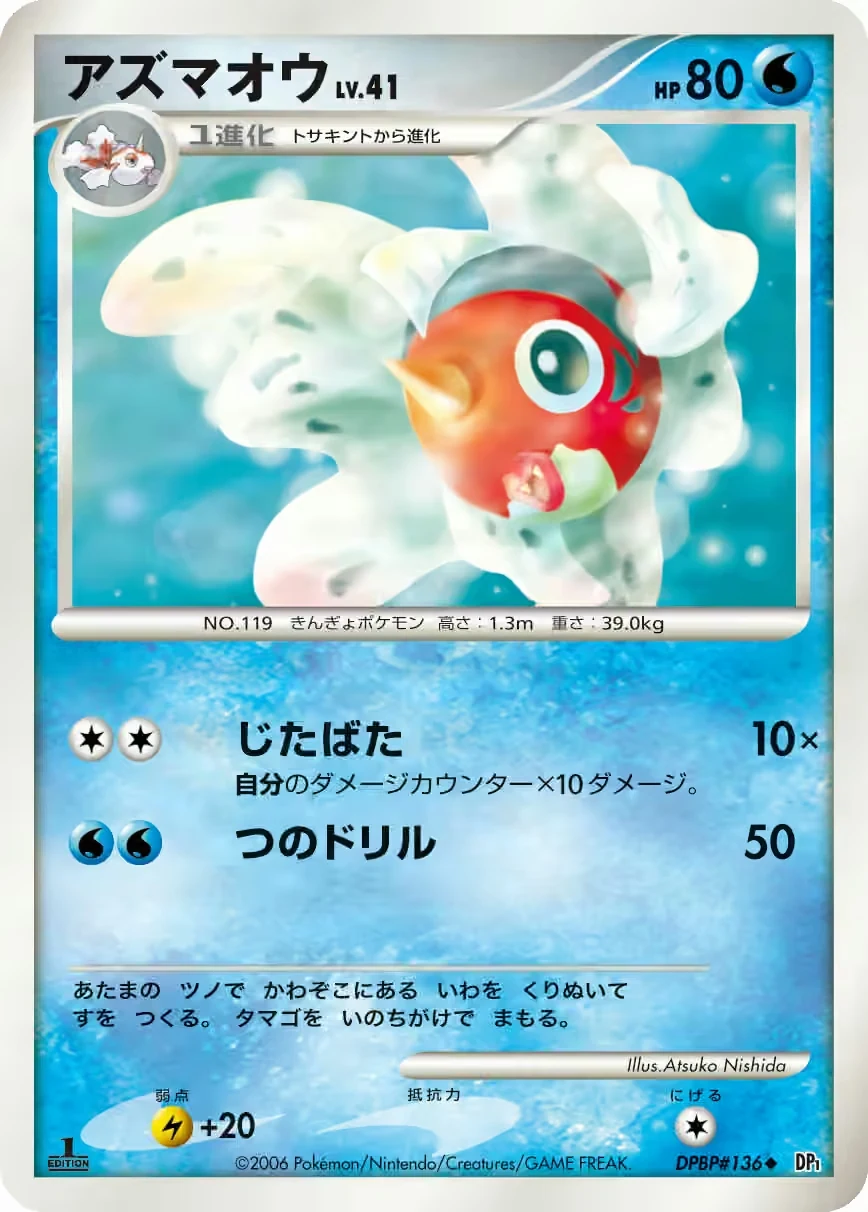 アズマオウ LV.41 HP 80
1進化 トサキントから進化
NO.119 きんぎょポケモン 高さ:1.3m 重さ:39.0kg
じたばた 10×
自分のダメージカウンター×10ダメージ。
つのドリル 50
あたまの ツノで かわぞこにある いわを くりぬいて
すを つくる。 タマゴを いのちがけで まもる。
Illus.Atsuko Nishida
弱点 抵抗力 にげる
+20
1 EDITION
©2006 Pokémon/Nintendo/Creatures/GAME FREAK. DPBP#136◆ DP1